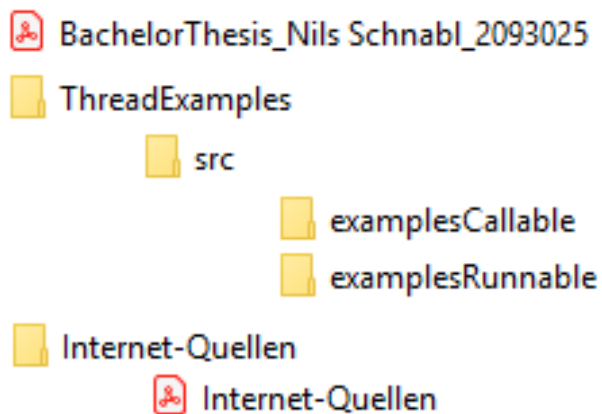 BachelorThesis_Nils Schnabl_2093025
ThreadExamples
src
examplesCallable
examplesRunnable
Internet-Quellen
Internet-Quellen